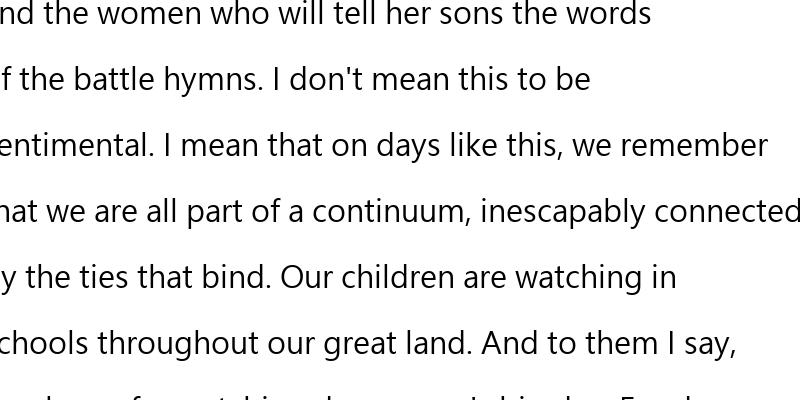 nd the women who will tell her sons the words
f the battle hymns. I don't mean this to be
entimental. I mean that on days like this, we remember
hat we are all part of a continuum, inescapably connected
y the ties that bind. Our children are watching in
chools throughout our great land. And to them I say,